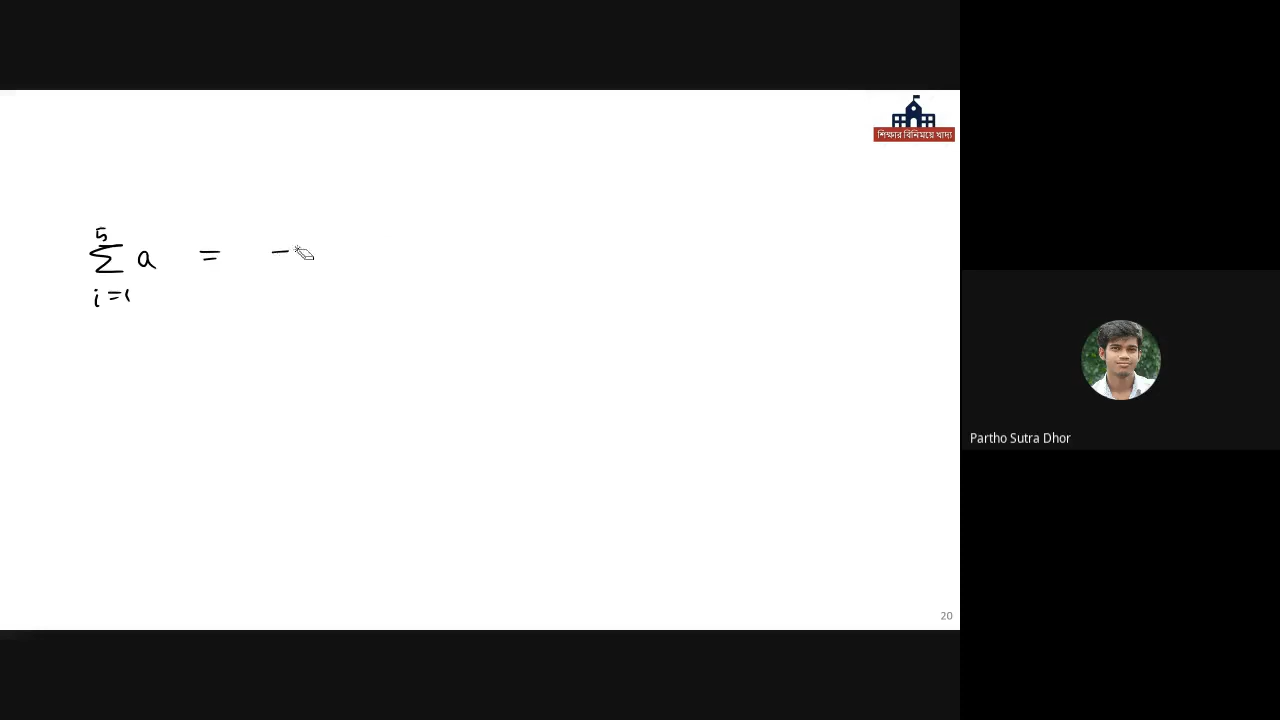 শিক্ষার বিনিময়ে খাদ্য
5
∑ a = -
i = 1
Partho Sutra Dhor
20